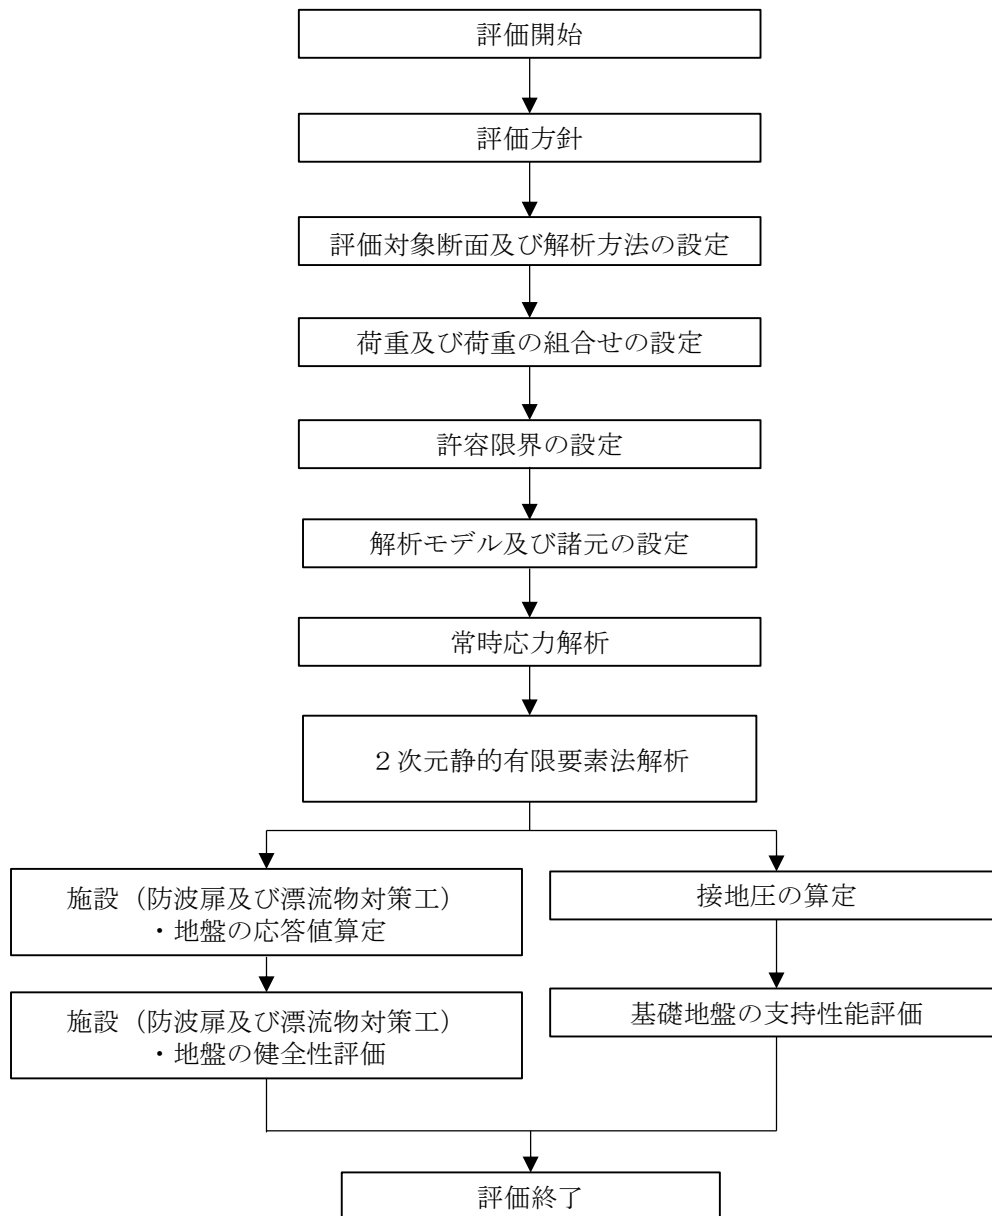 評価開始
評価方針
評価対象断面及び解析方法の設定
荷重及び荷重の組合せの設定
許容限界の設定
解析モデル及び諸元の設定
常時応力解析
２次元静的有限要素法解析
施設（防波扉及び漂流物対策工）
・地盤の応答値算定
接地圧の算定
施設（防波扉及び漂流物対策工）
・地盤の健全性評価
基礎地盤の支持性能評価
評価終了